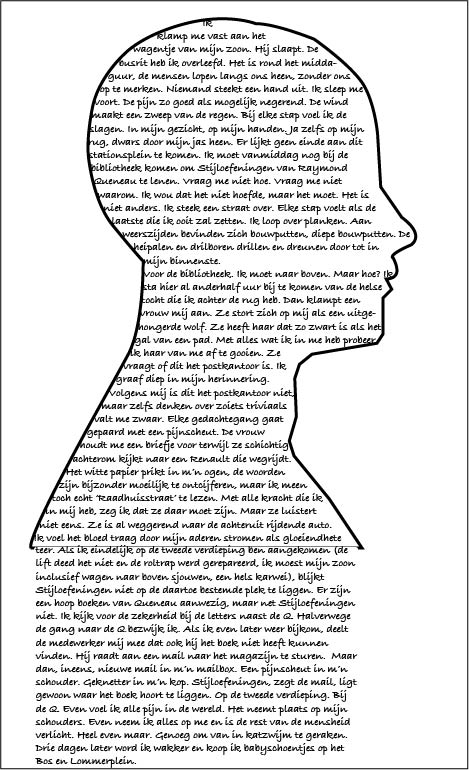 Ik
klamp me vast aan het
wagentje van mijn zoon. Hij slaapt. De
busrit heb ik overleefd. Het is rond het midda-
guur, de mensen lopen langs ons heen, zonder ons
op te merken. Niemand steekt een hand uit. Ik sleep me
voort. De pijn zo goed als mogelijk negerend. De wind
maakt een zweep van de regen. Bij elke stap voel ik de
slagen. In mijn gezicht, op mijn handen. Ja zelfs op mijn
rug, dwars door mijn jas heen. Er lijkt geen einde aan dit
stationsplein te komen. Ik moet vanmiddag nog bij de
bibliotheek komen om Stijloefeningen van Raymond
Queneau te lenen. Vraag me niet hoe. Vraag me niet
waarom. Ik wou dat het niet hoefde, maar het moet. Het is
niet anders. Ik steek een straat over. Elke stap voelt als de
laatste die ik ooit zal zetten. Ik loop over planken. Aan
weerszijden bevinden zich bouwputten, diepe bouwputten. De
heipalen en drilboren drillen en dreunen door tot in
mijn binnenste.
voor de bibliotheek. Ik moet naar boven. Maar hoe? Ik
sta hier al anderhalf uur bij te komen van de helse
tocht die ik achter de rug heb. Dan klampt een
vrouw mij aan. Ze stort zich op mij als een uitge-
hongerde wolf. Ze heeft haar dat zo zwart is als het
gal van een pad. Met alles wat ik in me heb probeer
ik haar van me af te gooien. Ze
vraagt of dit het postkantoor is. Ik
graaf diep in mijn herinnering.
volgens mij is dit het postkantoor niet,
maar zelfs denken over zoiets triviaals
valt me zwaar. Elke gedachtegang gaat
gepaard met een pijnscheut. De vrouw
houdt me een briefje voor terwijl ze schichtig
achterom kijkt naar een Renault die wegrijdt.
Het witte papier prikt in m'n ogen, de woorden
zijn bijzonder moeilijk te ontcijferen, maar ik meen
toch echt 'Raadhuisstraat' te lezen. Met alle kracht die ik
in mij heb, zeg ik dat ze daar moet zijn. Maar ze luistert
niet eens. Ze is al weggerend naar de achteruit rijdende auto.
Ik voel het bloed traag door mijn aderen stromen als gloeiendhete
teer. Als ik eindelijk op de tweede verdieping ben aangekomen (de
lift deed het niet en de roltrap werd gerepareerd, ik moest mijn zoon
inclusief wagen naar boven sjouwen, een hels karwei), blijkt
Stijloefeningen niet op de daartoe bestemde plek te liggen. Er zijn
een hoop boeken van Queneau aanwezig, maar net Stijloefeningen
niet. Ik kijk voor de zekerheid bij de letters naast de Q. Halverwege
de gang naar de Q bezwijk ik. Als ik even later weer bijkom, deelt
de medewerker mij mee dat ook hij het boek niet heeft kunnen
vinden. Hij raadt aan een mail naar het magazijn te sturen. Maar
dan, ineens, nieuwe mail in m'n mailbox. Een pijnscheut in m'n
schouder. Geknetter in m'n kop. Stijloefeningen, zegt de mail, ligt
gewoon waar het boek hoort te liggen. Op de tweede verdieping. Bij
de Q. Even voel ik alle pijn in de wereld. Het neemt plaats op mijn
schouders. Even neem ik alles op me en is de rest van de mensheid
verlicht. Heel even maar. Genoeg om van in katzwijm te geraken.
Drie dagen later word ik wakker en koop ik babyschoentjes op het
Bos en Lommerplein.